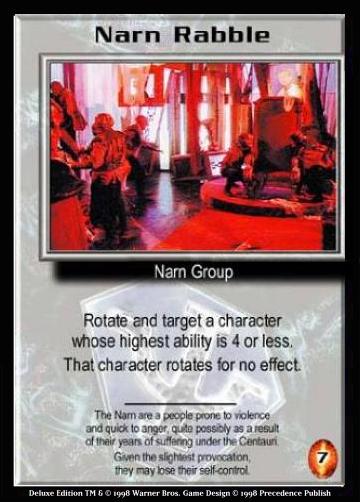 Narn Rabble
Narn Group
Rotate and target a character
whose highest ability is 4 or less.
That character rotates for no effect.
The Narn are a people prone to violence
and quick to anger, quite possibly as a result
of their years of suffering under the Centauri.
Given the slightest provocation,
they may lose their self-control.
7
Deluxe Edition TM & © 1998 Warner Bros. Game Design © 1998 Precedence Publish